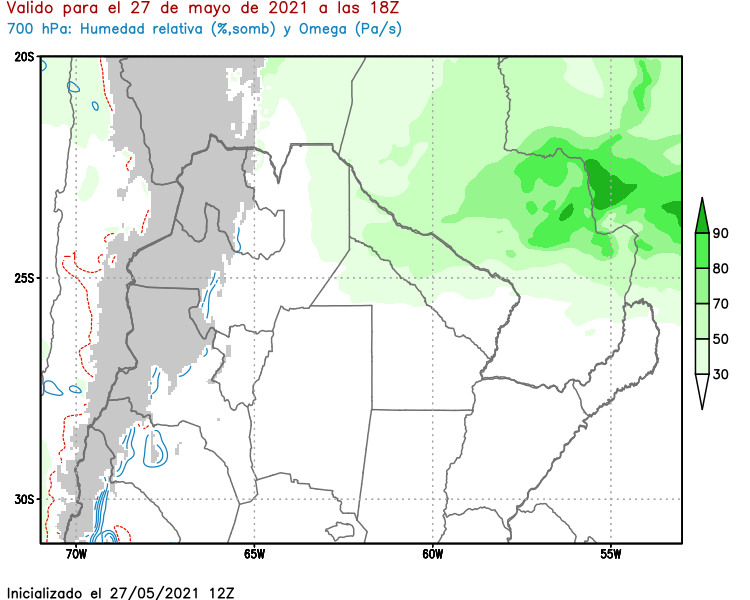 Valido para el 27 de mayo de 2021 a las 18Z
700 hPa: Humedad relativa (%,somb) y Omega (Pa/s)
20S
25S
30S
70W
65W
60W
55W
90
80
70
50
30
Inicializado el 27/05/2021 12Z